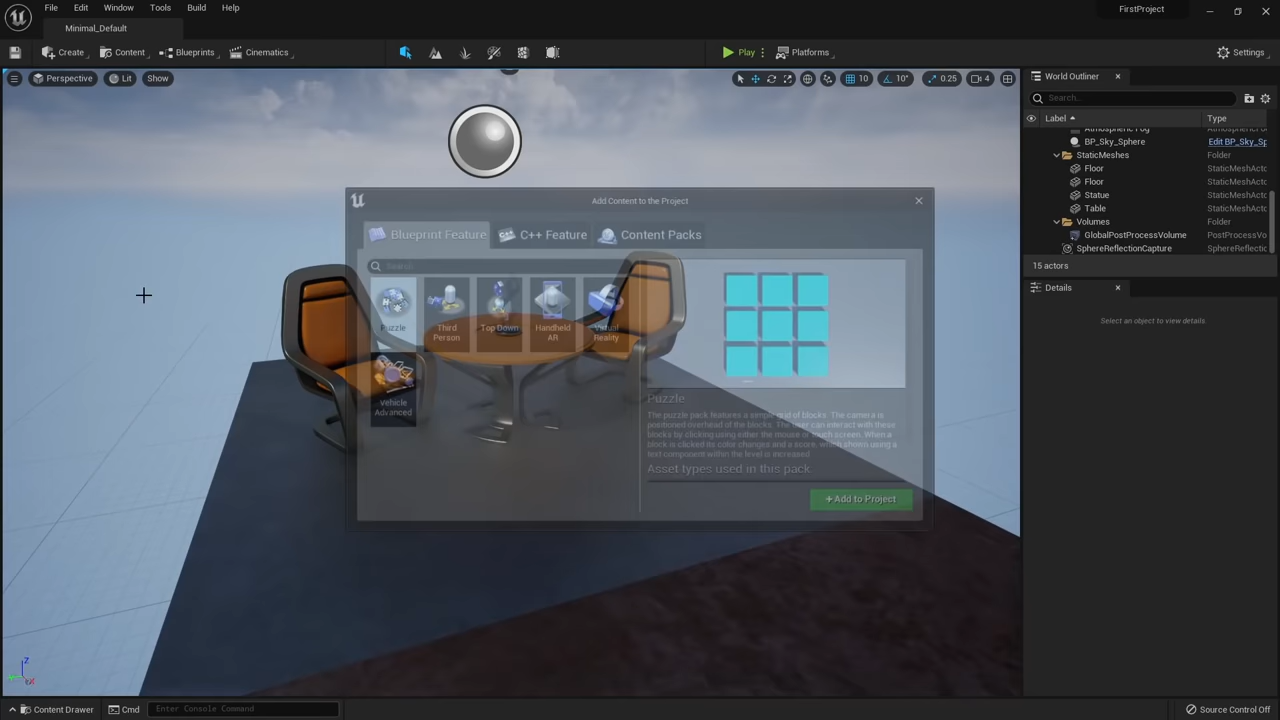 File Edit Window Tools Build Help
FirstProject
Minimal_Default
Create Content Blueprints Cinematics Play Platforms Settings
Perspective Lit Show
10 10° 0.25 4
World Outliner
Search...
Label Type
Atmospheric Fog
BP_Sky_Sphere Edit BP_Sky_Sp
StaticMeshes Folder
Floor StaticMeshActo
Floor StaticMeshActo
Statue StaticMeshActo
Table StaticMeshActo
Volumes Folder
GlobalPostProcessVolume PostProcessVo
SphereReflectionCapture SphereReflectic
15 actors
Details
Select an object to view details.
Add Content to the Project
Blueprint Feature C++ Feature Content Packs
Search
Puzzle
Third Person
Top Down
Handheld AR
Virtual Reality
Vehicle Advanced
Puzzle
The puzzle pack features a simple grid of blocks. The camera is
positioned overhead of the blocks. The user can interact with these
blocks by clicking using either the mouse or touch screen. When a
block is clicked its color changes and a score, which shown using a
text component within the level is increased
Asset types used in this pack
+ Add to Project
Z
X
Content Drawer Cmd Enter Console Command Source Control Off